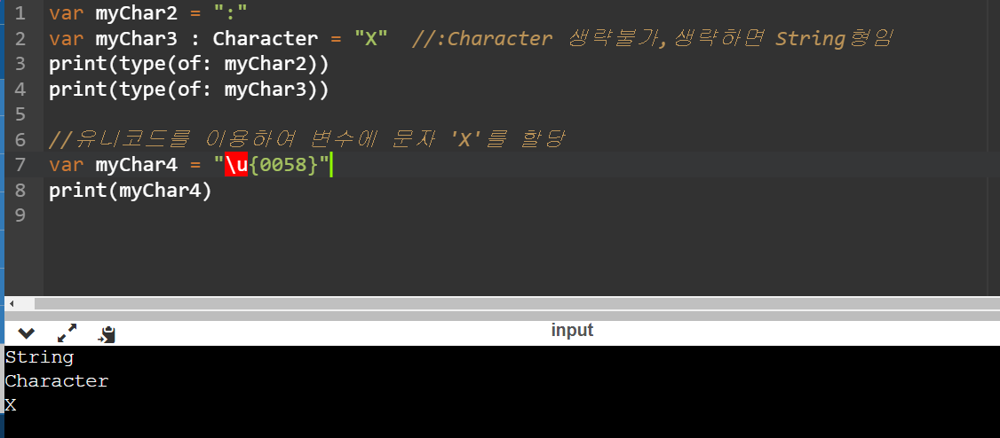 1 var myChar2 = ":"
2 var myChar3 : Character = "X"  //:Character 생략불가,생략하면 String형임
3 print(type(of: myChar2))
4 print(type(of: myChar3))
5
6 //유니코드를 이용하여 변수에 문자 'X'를 할당
7 var myChar4 = "\u{0058}"
8 print(myChar4)
9
input
String
Character
X